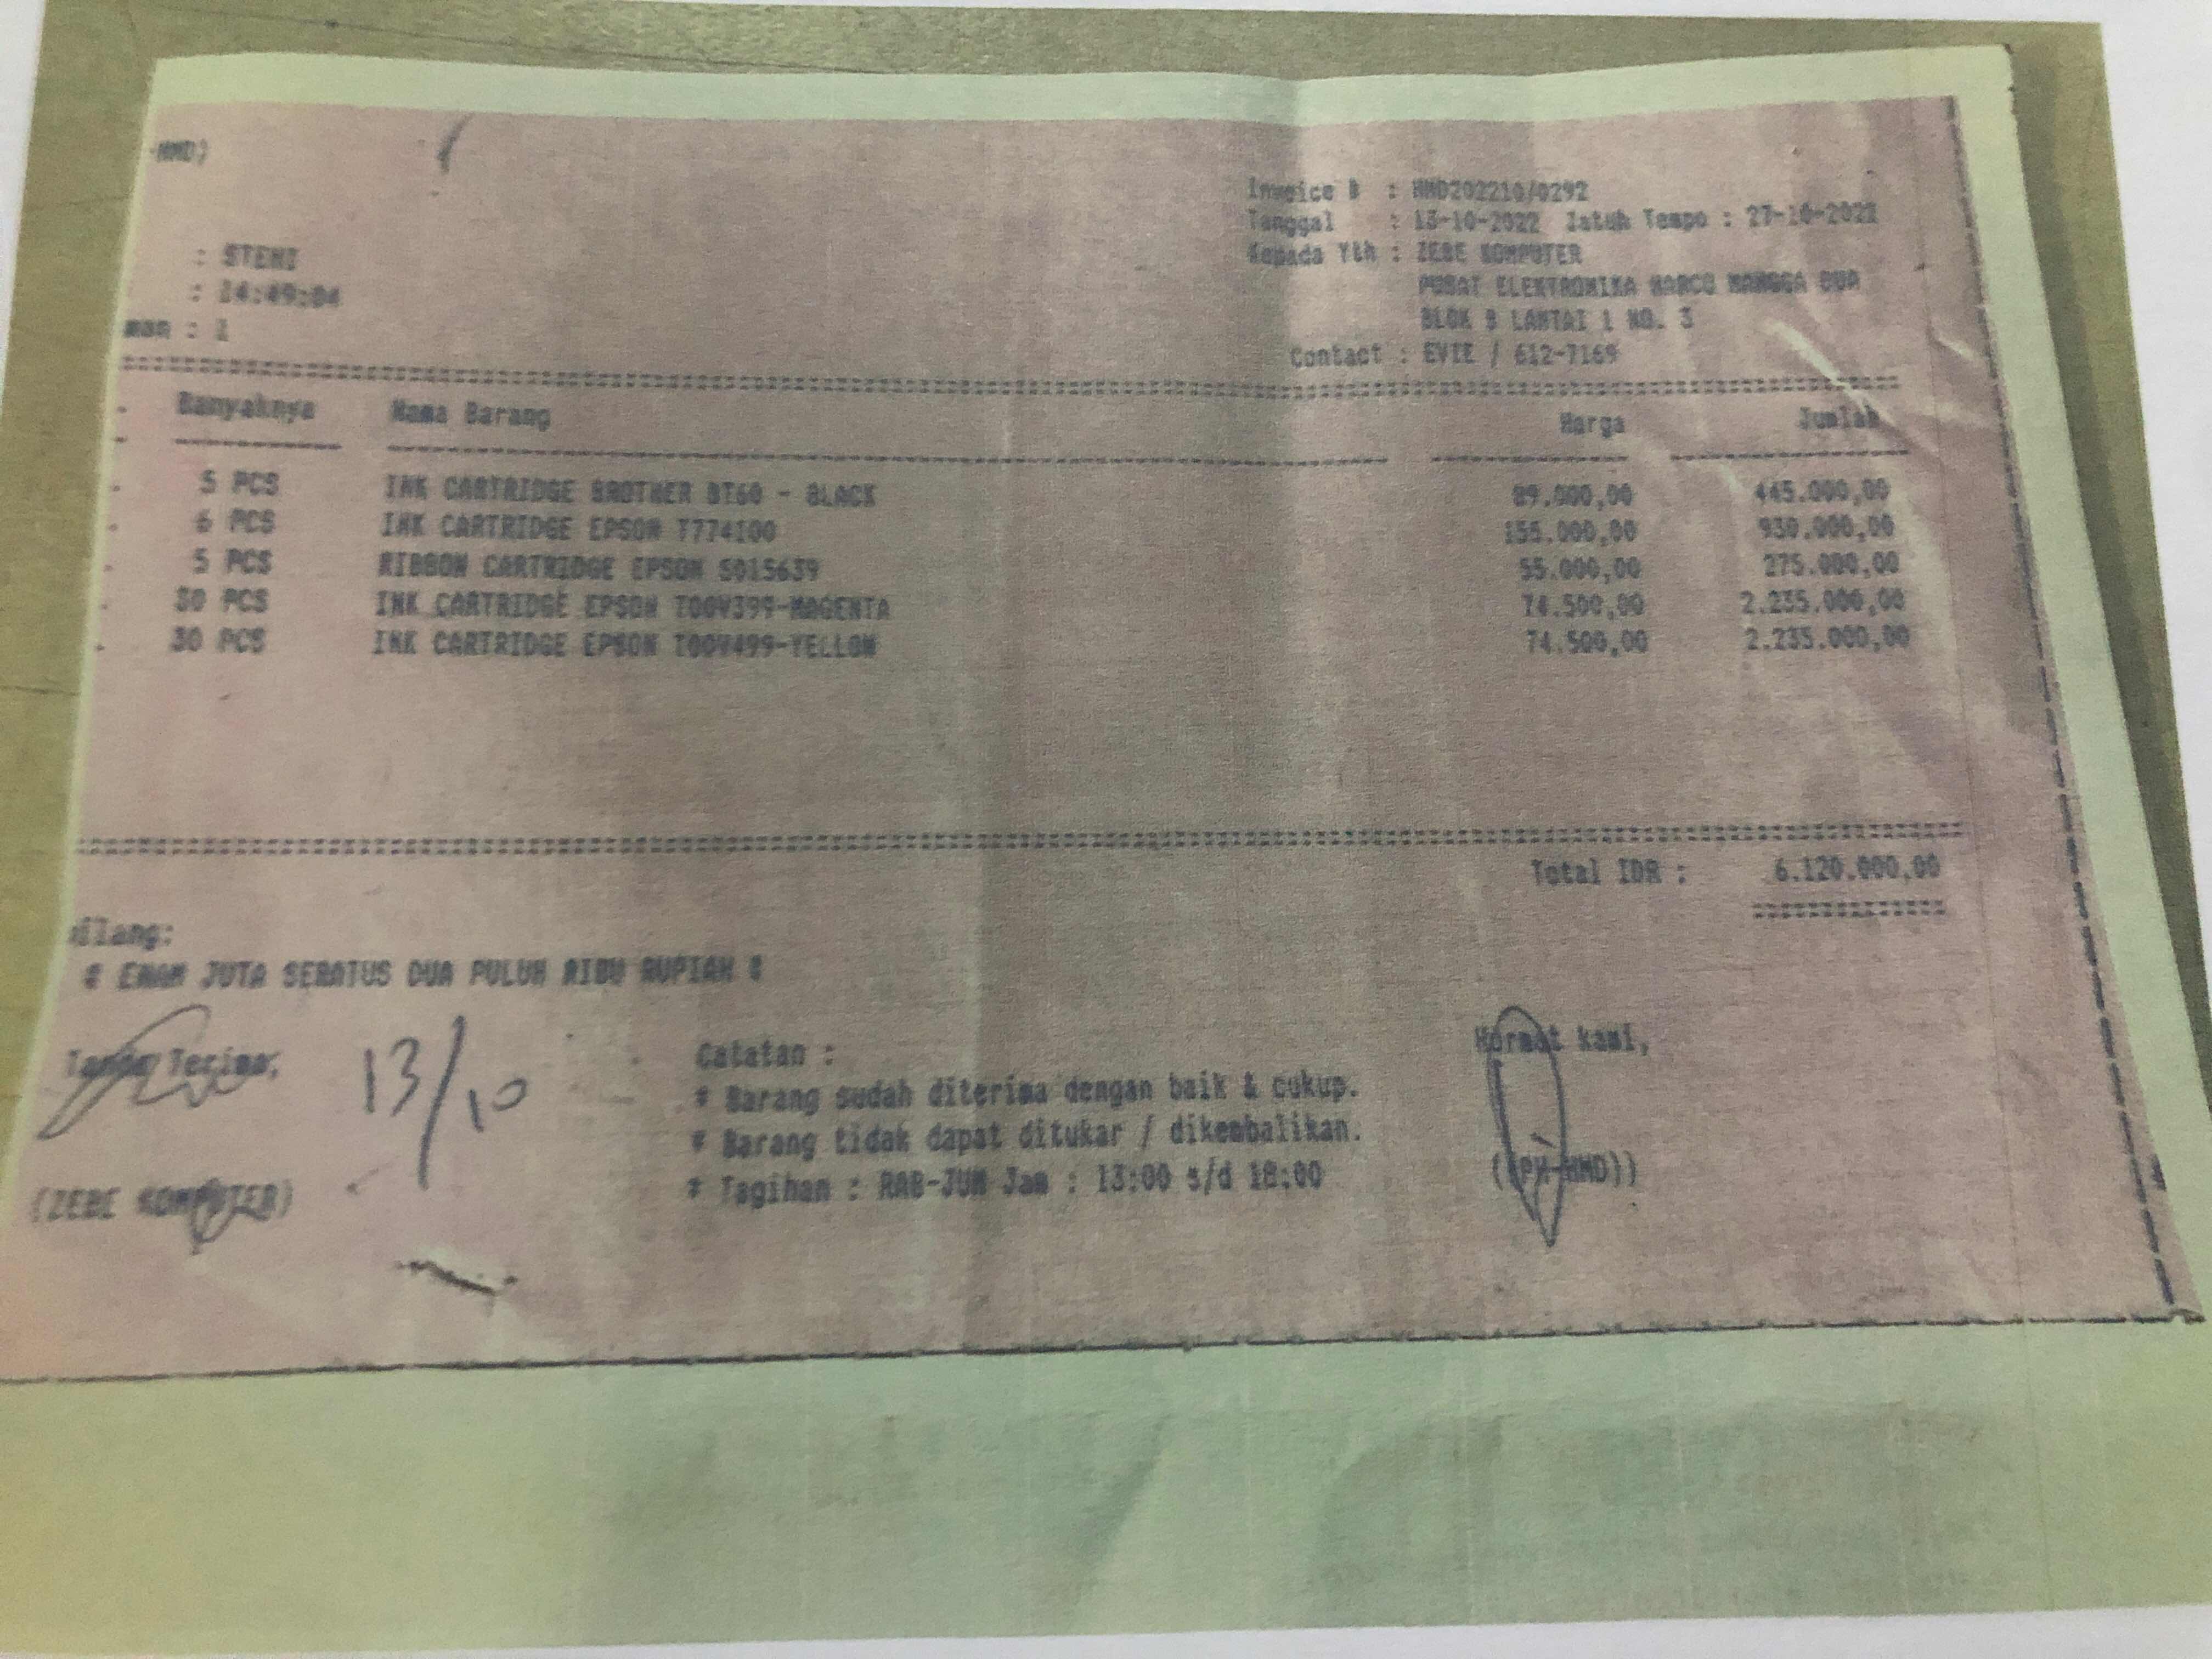 -HMD)
Invoice # : HMD202210/0292
Tanggal : 13-10-2022 Jatuh Tempo : 27-10-2022
: STEHI
Kepada Yth : ZEBE KOMPUTER
: 14:49:04
PUSAT ELEKTRONIKA HARCO MANGGA DUA
man : 1
BLOK B LANTAI 1 NO. 3
Contact : EVIE / 612-7169
Banyaknya Nama Barang Harga Jumlah
5 PCS INK CARTRIDGE BROTHER BT60 - BLACK 89.000,00 445.000,00
6 PCS INK CARTRIDGE EPSON T774100 155.000,00 930.000,00
5 PCS RIBBON CARTRIDGE EPSON S015639 55.000,00 275.000,00
30 PCS INK CARTRIDGE EPSON T00V399-MAGENTA 74.500,00 2.235.000,00
30 PCS INK CARTRIDGE EPSON T00V499-YELLOW 74.500,00 2.235.000,00
Total IDR : 6.120.000,00
bilang:
# ENAM JUTA SERATUS DUA PULUH RIBU RUPIAH #
Tanda Terima, 13/10 Catatan : Hormat kami,
* Barang sudah diterima dengan baik & cukup.
* Barang tidak dapat ditukar / dikembalikan.
(ZEBE KOMPUTER) * Tagihan : RAB-JUM Jam : 13:00 s/d 18:00 HMD))